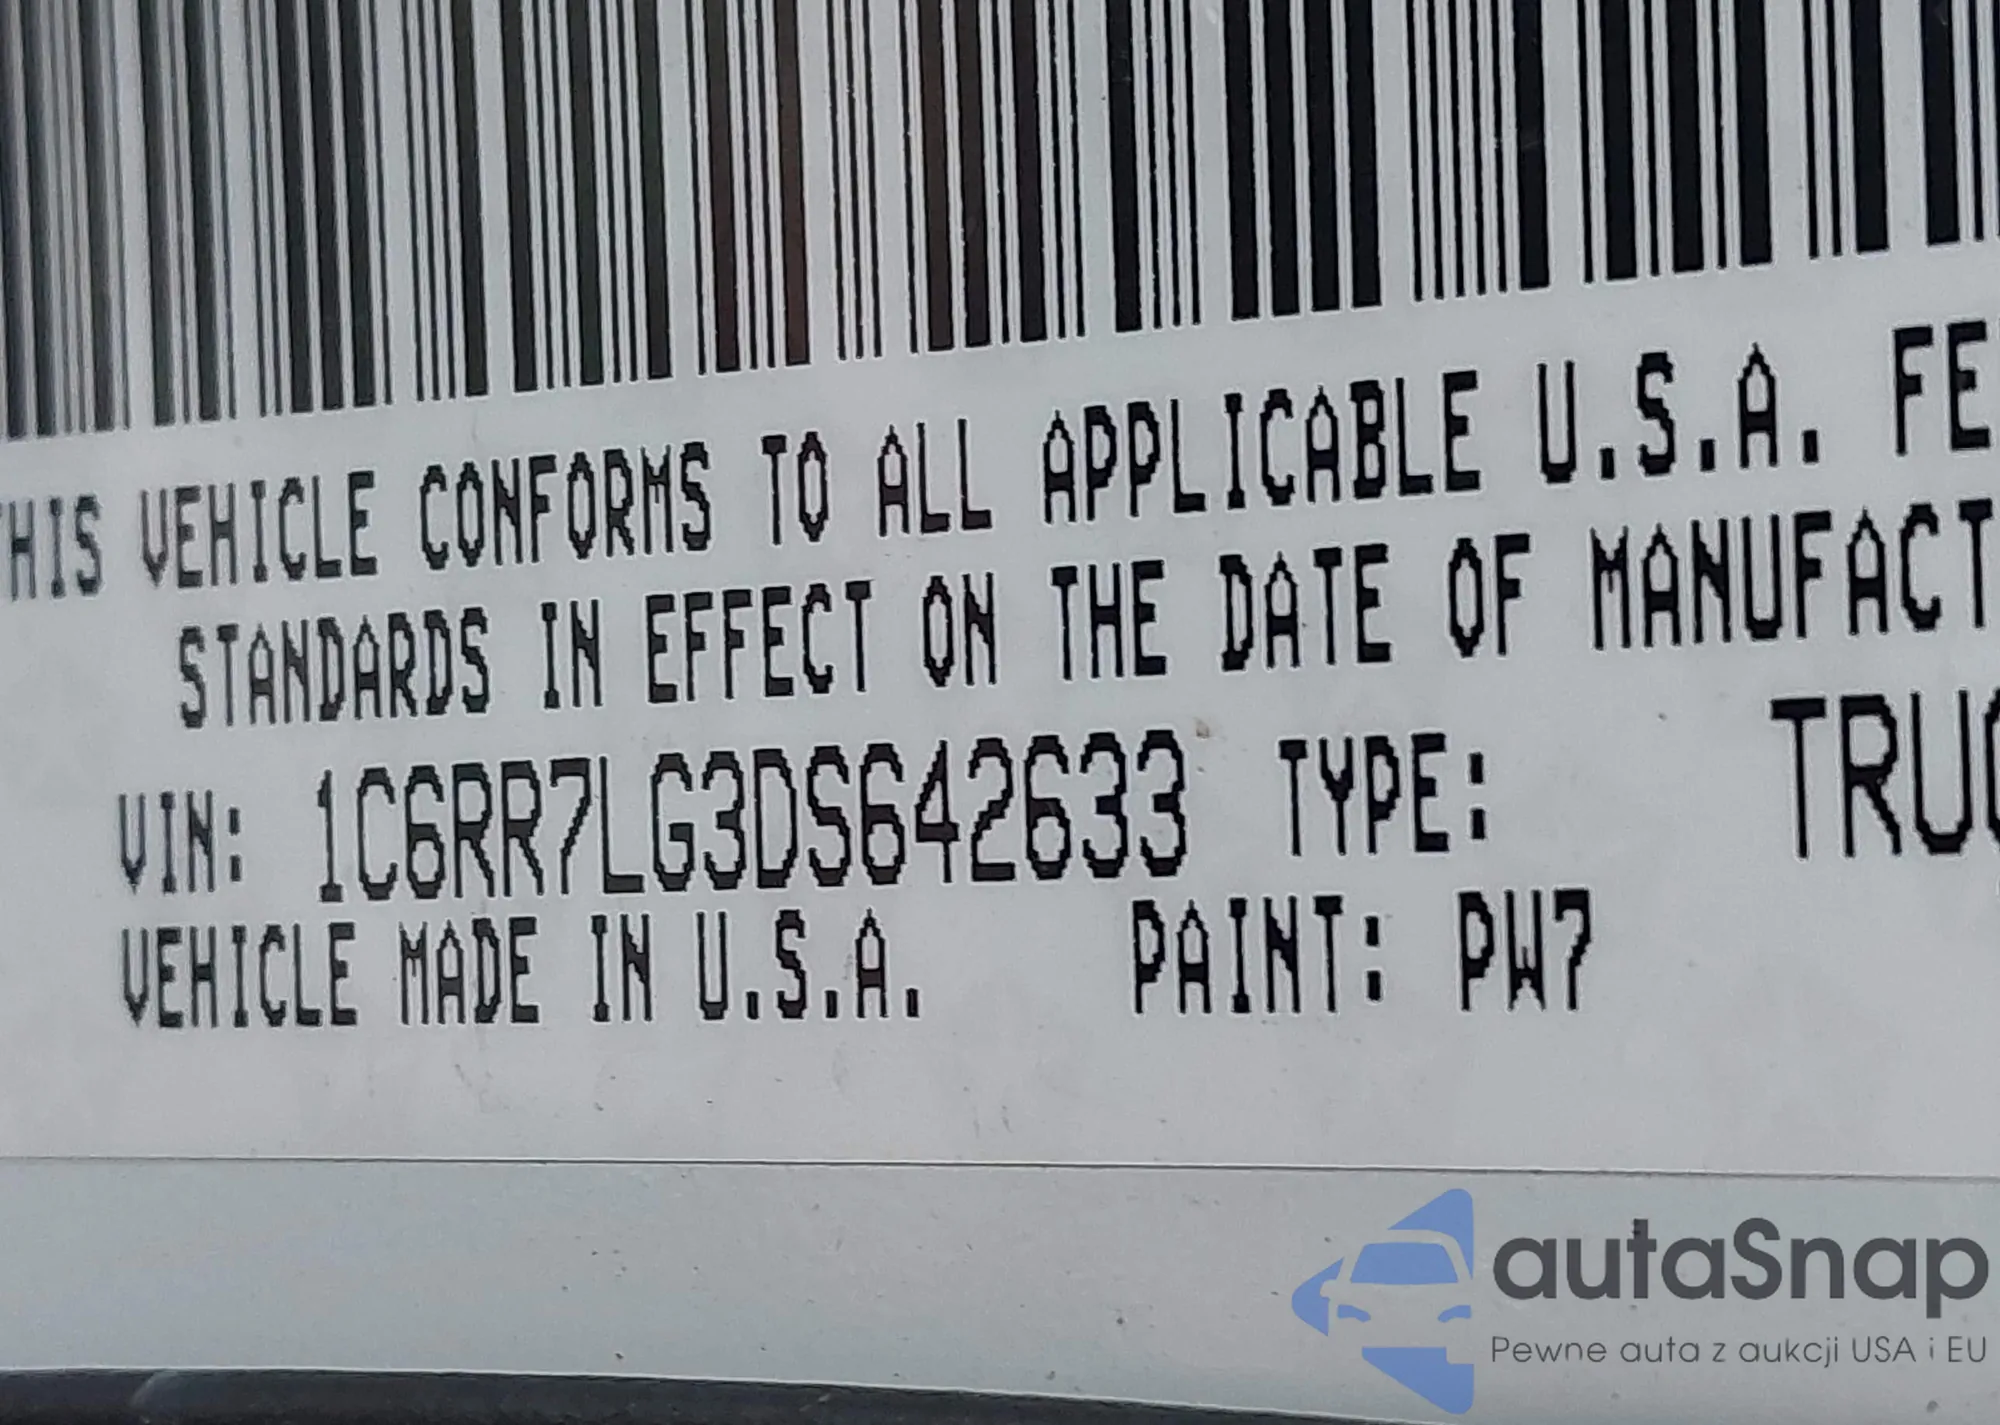 THIS VEHICLE CONFORMS TO ALL APPLICABLE U.S.A. FE
STANDARDS IN EFFECT ON THE DATE OF MANUFACT
VIN: 1C6RR7LG3DS642633 TYPE: TRUC
VEHICLE MADE IN U.S.A. PAINT: PW7
autaSnap
Pewne auta z aukcji USA i EU